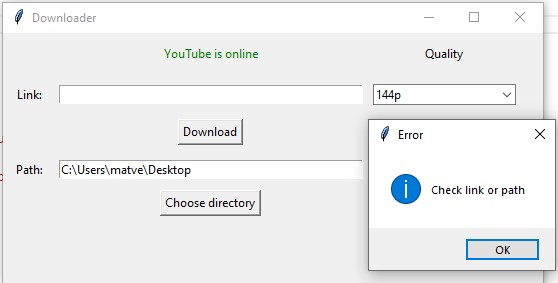 Downloader
YouTube is online
Quality
Link:
144p
Download
Error
Check link or path
Path:
C:\Users\matve\Desktop
Choose directory
OK